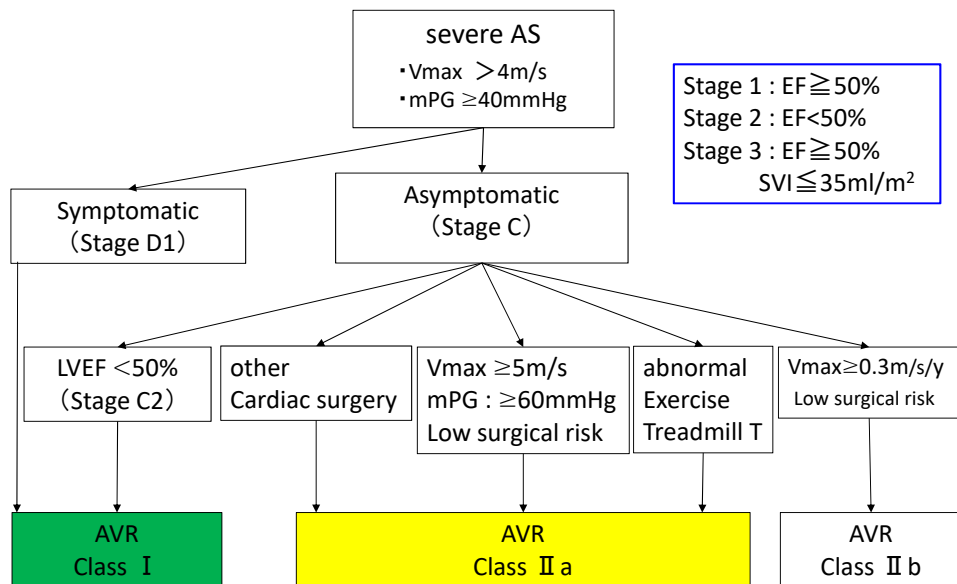 severe AS
・Vmax ＞4m/s
・mPG ≥40mmHg
Stage 1 : EF≧50%
Stage 2 : EF<50%
Stage 3 : EF≧50%
SVI≦35ml/m²
Symptomatic
（Stage D1）
Asymptomatic
（Stage C）
LVEF ＜50%
（Stage C2）
other
Cardiac surgery
Vmax ≥5m/s
mPG : ≥60mmHg
Low surgical risk
abnormal
Exercise
Treadmill T
Vmax≥0.3m/s/y
Low surgical risk
AVR
Class Ⅰ
AVR
Class Ⅱa
AVR
Class Ⅱb